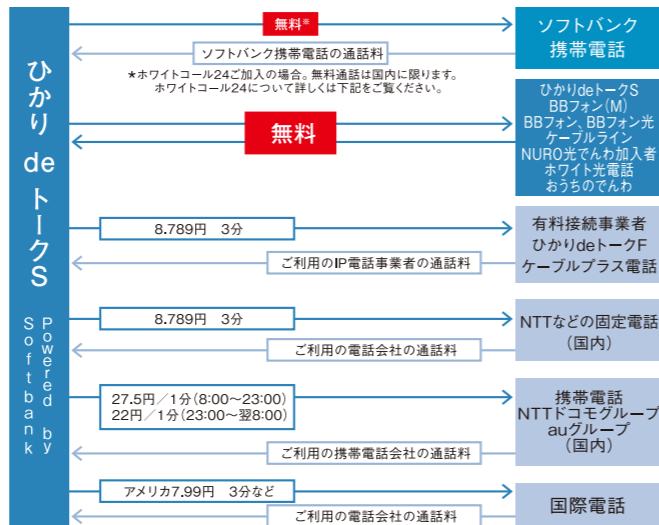 ひかり de トークS
Powered by
Softbank
無料※
ソフトバンク
携帯電話
ソフトバンク携帯電話の通話料
*ホワイトコール24ご加入の場合。無料通話は国内に限ります。
ホワイトコール24について詳しくは下記をご覧ください。
無料
ひかりdeトークS
BBフォン(M)
BBフォン、BBフォン光
ケーブルライン
NURO光でんわ加入者
ホワイト光電話
おうちのでんわ
8.789円 3分
ご利用のIP電話事業者の通話料
有料接続事業者
ひかりdeトークF
ケーブルプラス電話
8.789円 3分
ご利用の電話会社の通話料
NTTなどの固定電話
(国内)
27.5円/1分(8:00〜23:00)
22円/1分(23:00〜翌8:00)
ご利用の携帯電話会社の通話料
携帯電話
NTTドコモグループ
auグループ
(国内)
アメリカ7.99円 3分など
ご利用の電話会社の通話料
国際電話